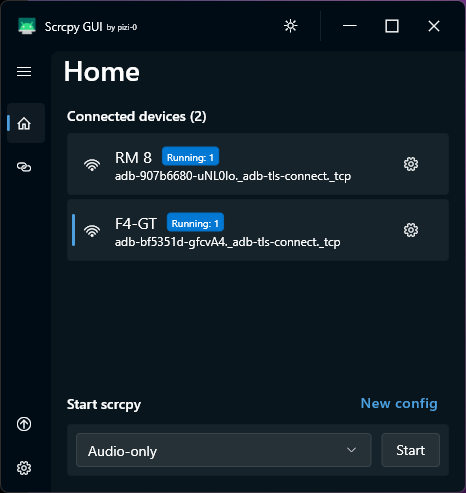 Scrcpy GUI by pizi-0
Home
Connected devices (2)
RM 8 Running: 1
adb-907b6680-uNL0lo._adb-tls-connect._tcp
F4-GT Running: 1
adb-bf5351d-gfcvA4._adb-tls-connect._tcp
Start scrcpy New config
Audio-only Start